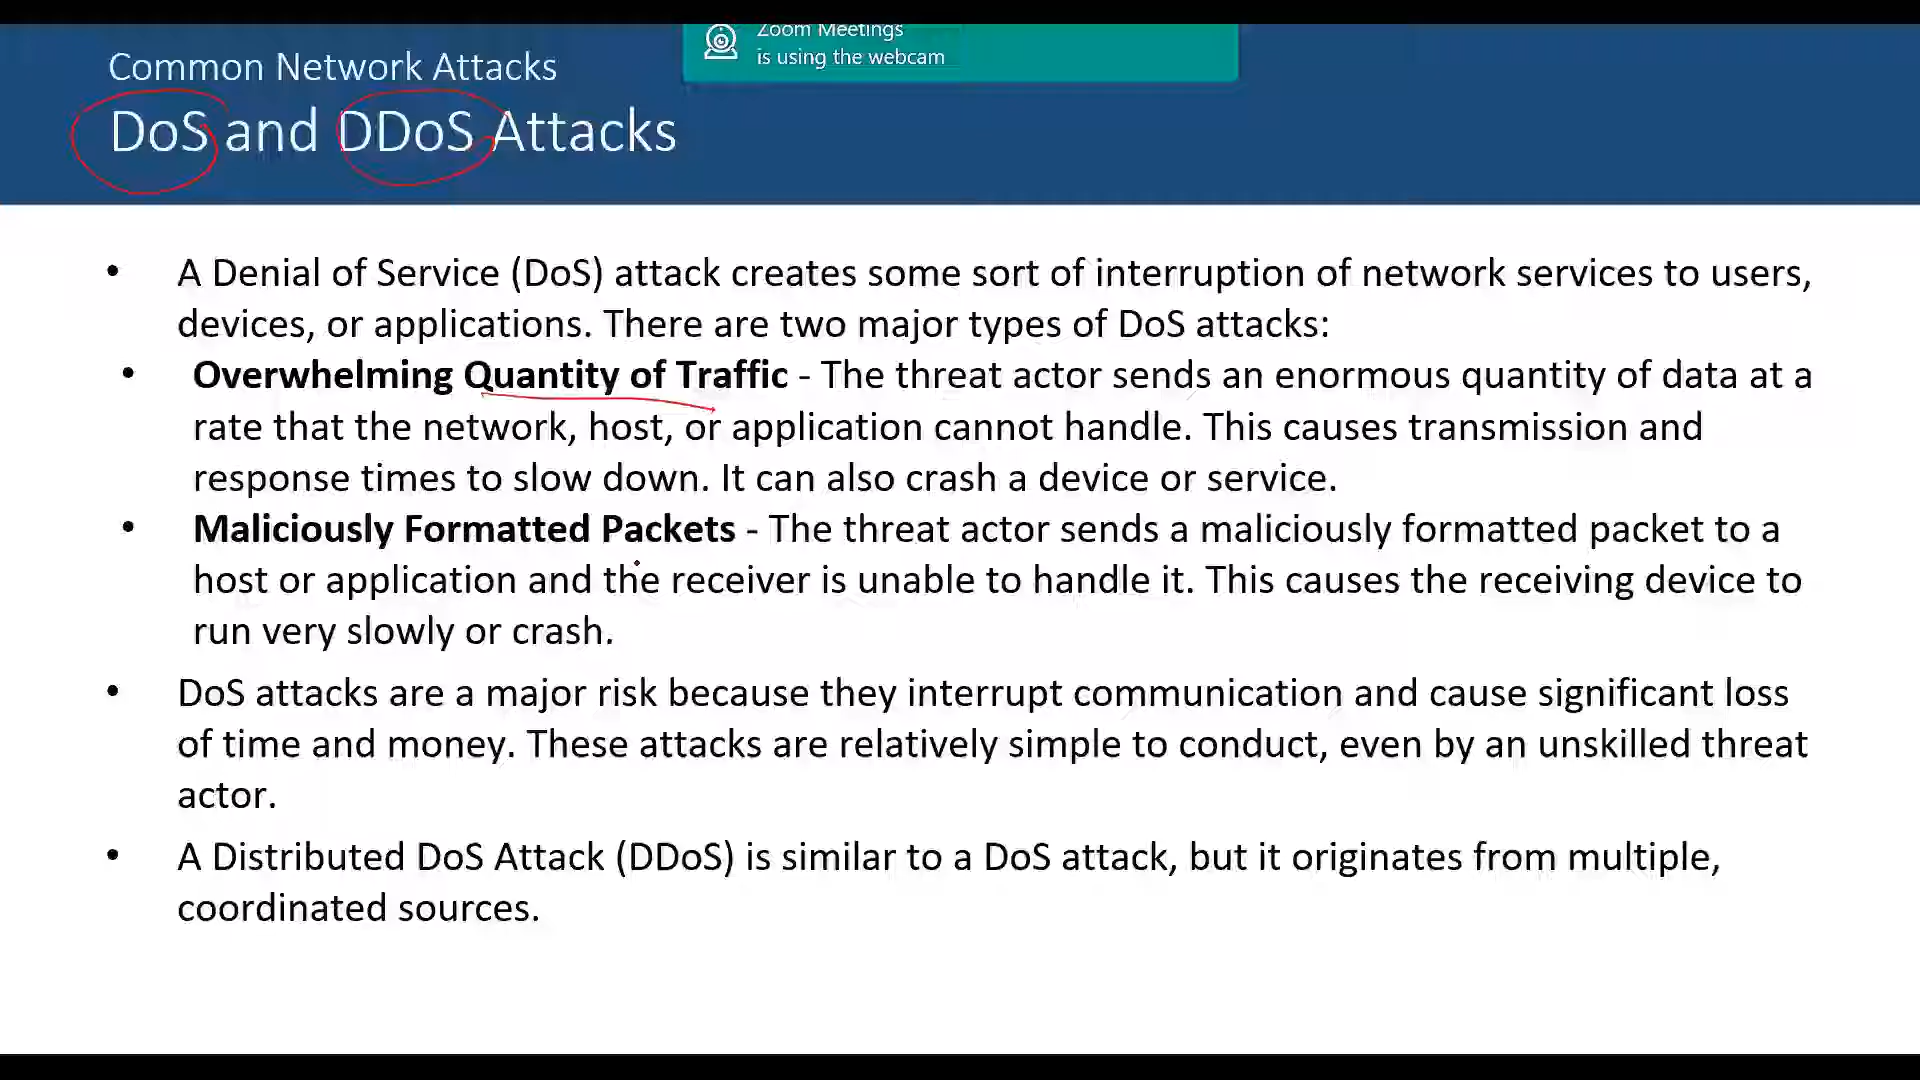 Zoom Meetings
is using the webcam
Common Network Attacks
DoS and DDoS Attacks
• A Denial of Service (DoS) attack creates some sort of interruption of network services to users,
devices, or applications. There are two major types of DoS attacks:
• Overwhelming Quantity of Traffic - The threat actor sends an enormous quantity of data at a
rate that the network, host, or application cannot handle. This causes transmission and
response times to slow down. It can also crash a device or service.
• Maliciously Formatted Packets - The threat actor sends a maliciously formatted packet to a
host or application and the receiver is unable to handle it. This causes the receiving device to
run very slowly or crash.
• DoS attacks are a major risk because they interrupt communication and cause significant loss
of time and money. These attacks are relatively simple to conduct, even by an unskilled threat
actor.
• A Distributed DoS Attack (DDoS) is similar to a DoS attack, but it originates from multiple,
coordinated sources.